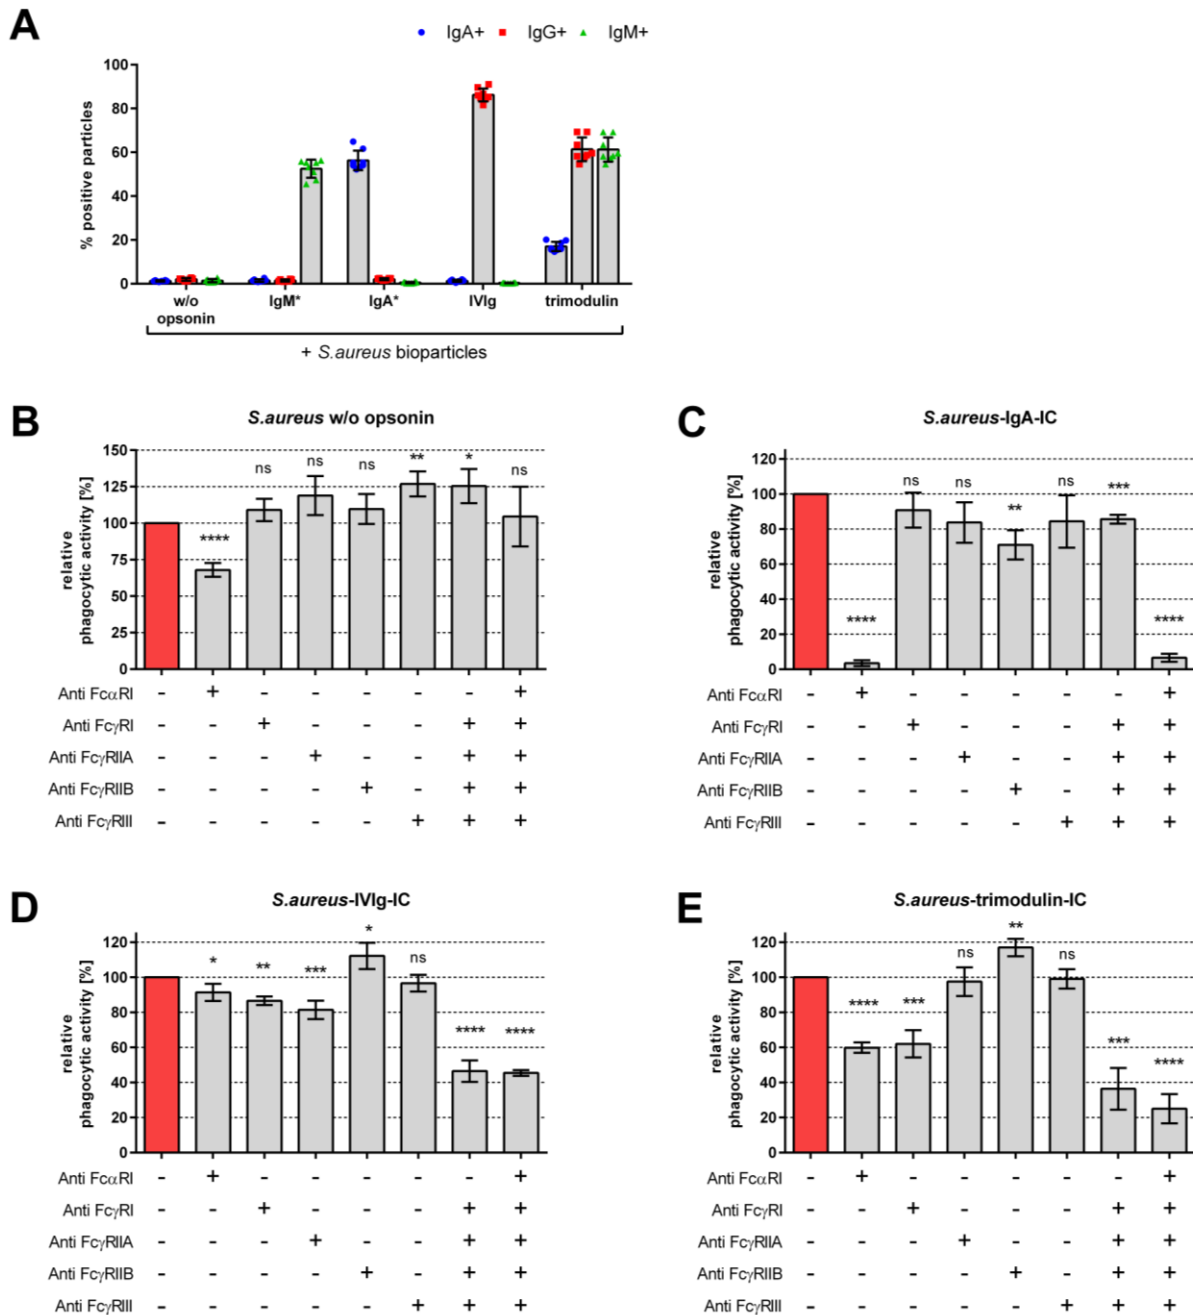 A
IgA+ IgG+ IgM+
% positive particles
100
80
60
40
20
0
w/o opsonin IgM* IgA* IVIg trimodulin
+ S.aureus bioparticles
B
S.aureus w/o opsonin
relative phagocytic activity [%]
150
125
100
75
50
25
0
**** ns ns ns ** * ns
Anti FcαRI - + - - - - - +
Anti FcγRI - - + - - - + +
Anti FcγRIIA - - - + - - + +
Anti FcγRIIB - - - - + - + +
Anti FcγRIII - - - - - + + +
C
S.aureus-IgA-IC
relative phagocytic activity [%]
120
100
80
60
40
20
0
**** ns ns ** ns *** ****
Anti FcαRI - + - - - - - +
Anti FcγRI - - + - - - + +
Anti FcγRIIA - - - + - - + +
Anti FcγRIIB - - - - + - + +
Anti FcγRIII - - - - - + + +
D
S.aureus-IVIg-IC
relative phagocytic activity [%]
120
100
80
60
40
20
0
* ** *** * ns **** ****
Anti FcαRI - + - - - - - +
Anti FcγRI - - + - - - + +
Anti FcγRIIA - - - + - - + +
Anti FcγRIIB - - - - + - + +
Anti FcγRIII - - - - - + + +
E
S.aureus-trimodulin-IC
relative phagocytic activity [%]
120
100
80
60
40
20
0
**** *** ns ** ns *** ****
Anti FcαRI - + - - - - - +
Anti FcγRI - - + - - - + +
Anti FcγRIIA - - - + - - + +
Anti FcγRIIB - - - - + - + +
Anti FcγRIII - - - - - + + +